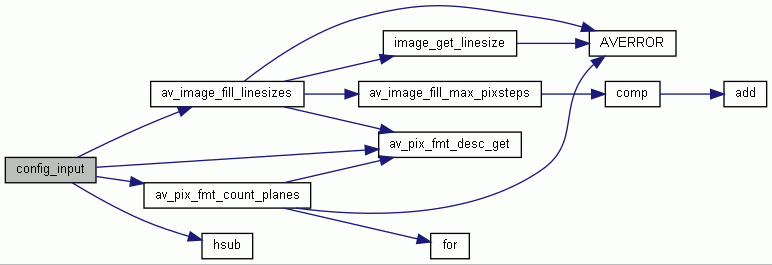 image_get_linesize
AVERROR
av_image_fill_linesizes
av_image_fill_max_pixsteps
comp
add
av_pix_fmt_desc_get
config_input
av_pix_fmt_count_planes
hsub
for